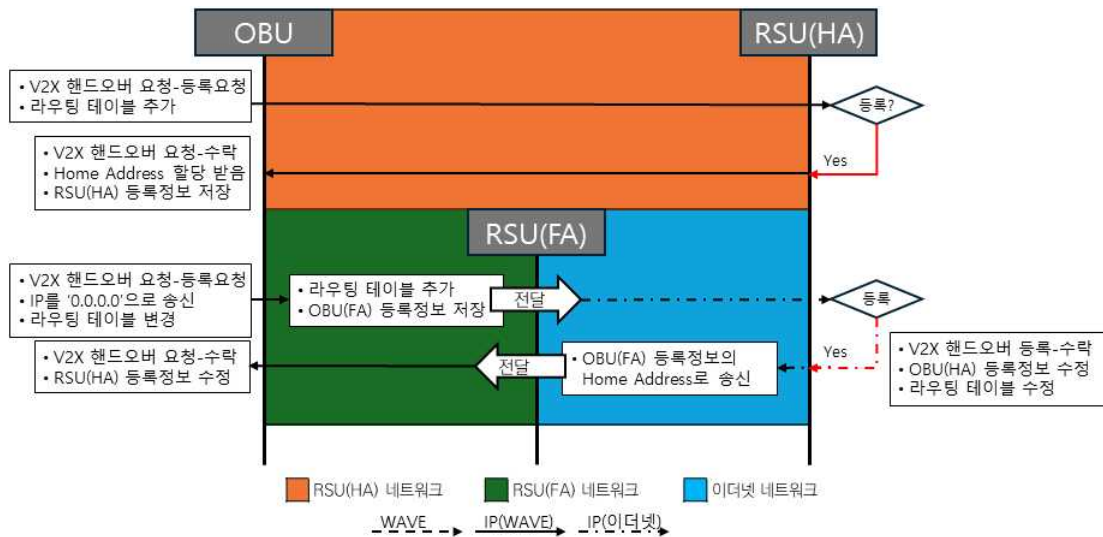 OBU
RSU(HA)
• V2X 핸드오버 요청-등록요청
• 라우팅 테이블 추가
등록?
• V2X 핸드오버 요청-수락
• Home Address 할당 받음
• RSU(HA) 등록정보 저장
Yes
RSU(FA)
• V2X 핸드오버 요청-등록요청
• IP를 '0.0.0.0'으로 송신
• 라우팅 테이블 변경
• 라우팅 테이블 추가
• OBU(FA) 등록정보 저장
전달
등록
• V2X 핸드오버 요청-수락
• RSU(HA) 등록정보 수정
전달
• OBU(FA) 등록정보의
Home Address로 송신
Yes
• V2X 핸드오버 등록-수락
• OBU(HA) 등록정보 수정
• 라우팅 테이블 수정
RSU(HA) 네트워크
RSU(FA) 네트워크
이더넷 네트워크
WAVE
IP(WAVE)
IP(이더넷)